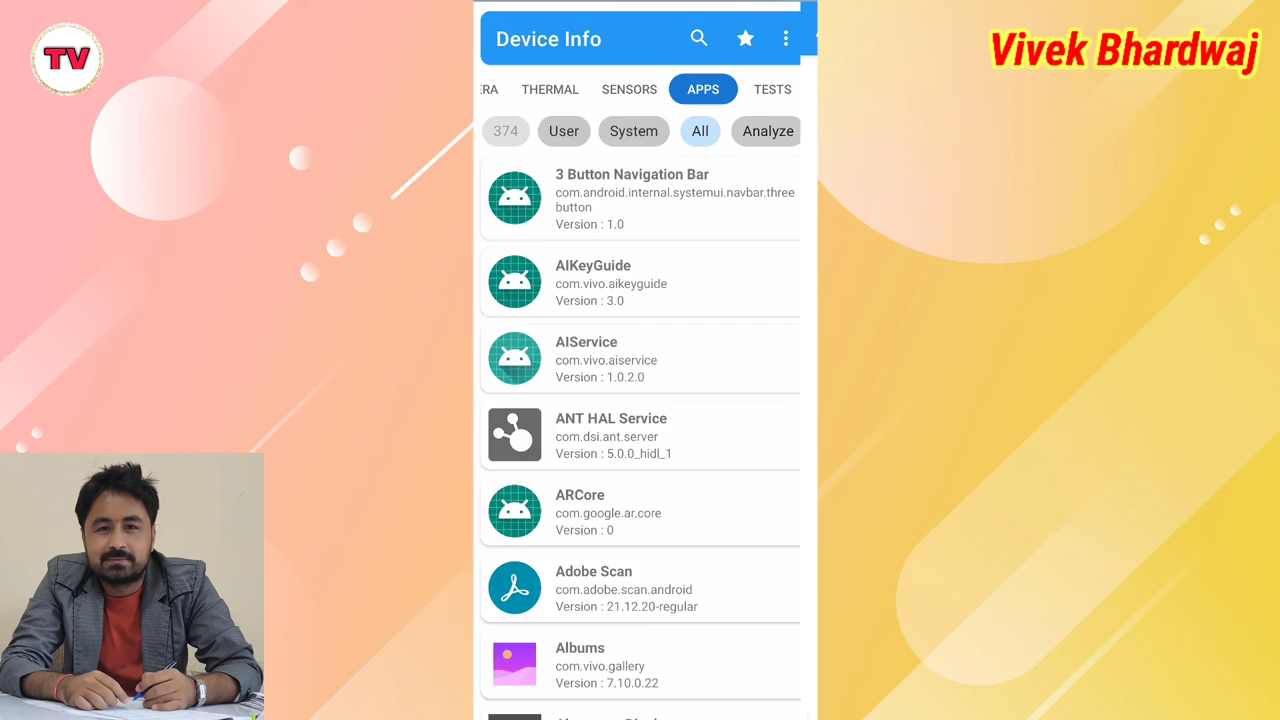 TV
Vivek Bhardwaj
Device Info
ERA THERMAL SENSORS APPS TESTS
374 User System All Analyze
3 Button Navigation Bar
com.android.internal.systemui.navbar.three
button
Version : 1.0
AIKeyGuide
com.vivo.aikeyguide
Version : 3.0
AIService
com.vivo.aiservice
Version : 1.0.2.0
ANT HAL Service
com.dsi.ant.server
Version : 5.0.0_hidl_1
ARCore
com.google.ar.core
Version : 0
Adobe Scan
com.adobe.scan.android
Version : 21.12.20-regular
Albums
com.vivo.gallery
Version : 7.10.0.22